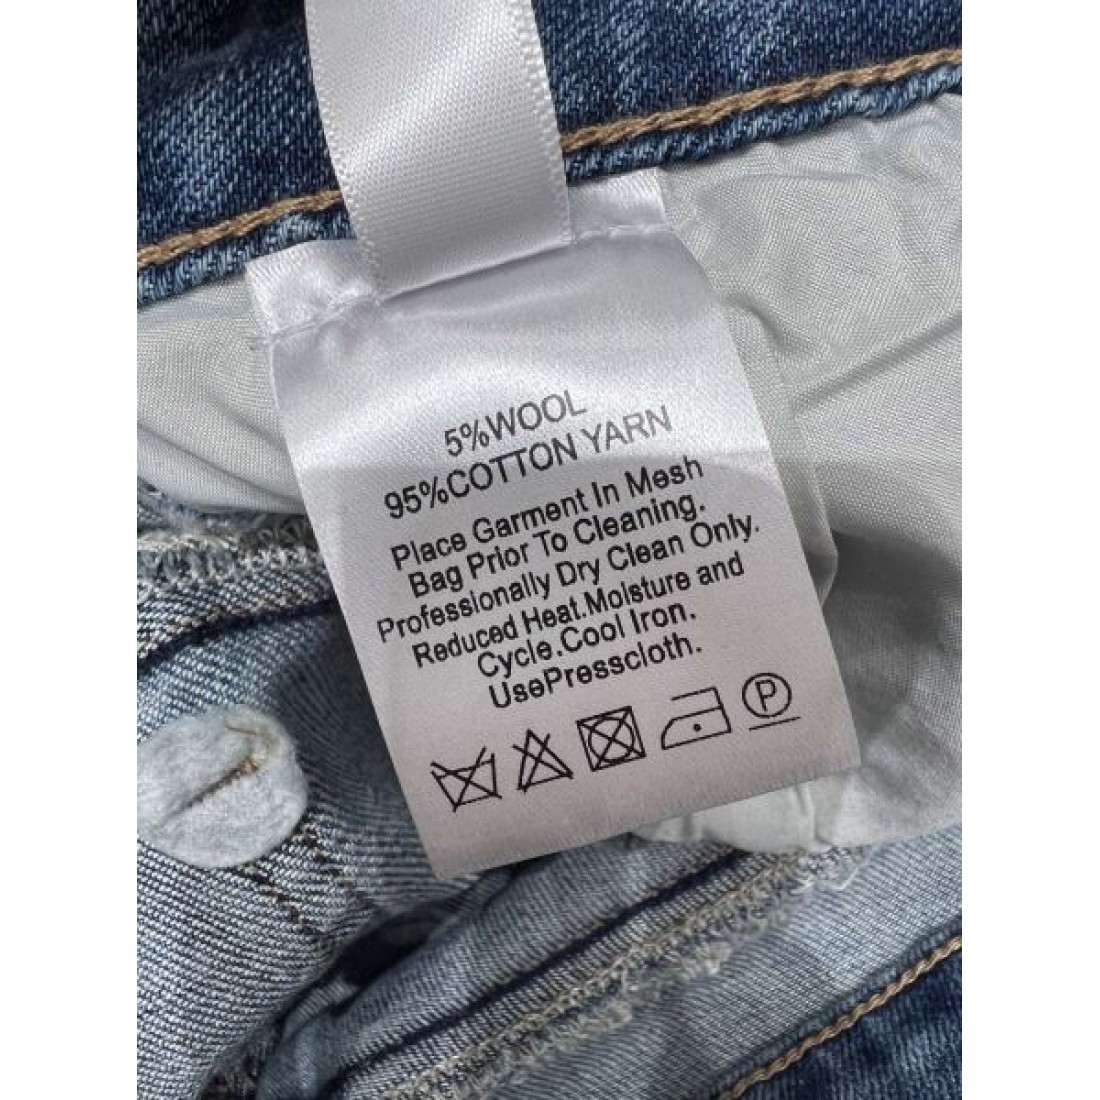 5%WOOL
95%COTTON YARN
Place Garment In Mesh
Bag Prior To Cleaning.
Professionally Dry Clean Only.
Reduced Heat.Moisture and
Cycle.Cool Iron.
UsePresscloth.
P